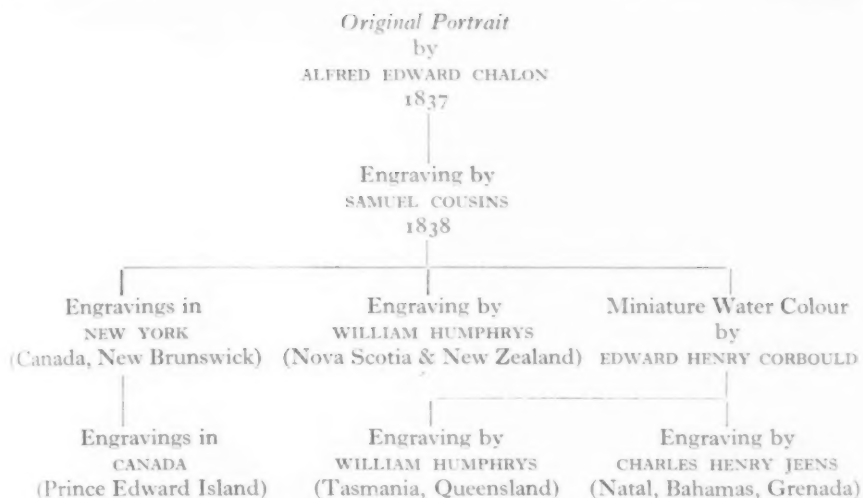 Original Portrait
by
ALFRED EDWARD CHALON
1837
Engraving by
SAMUEL COUSINS
1838
Engravings in
NEW YORK
(Canada, New Brunswick)
Engraving by
WILLIAM HUMPHRYS
(Nova Scotia & New Zealand)
Miniature Water Colour
by
EDWARD HENRY CORBOULD
Engravings in
CANADA
(Prince Edward Island)
Engraving by
WILLIAM HUMPHRYS
(Tasmania, Queensland)
Engraving by
CHARLES HENRY JEENS
(Natal, Bahamas, Grenada)